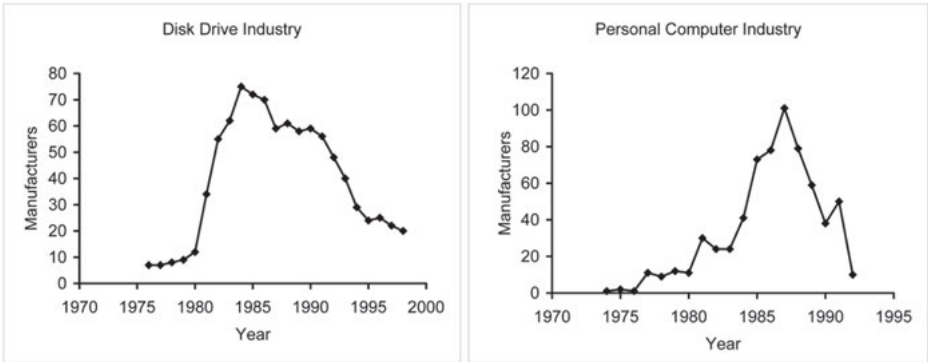 Disk Drive Industry
Manufacturers
80
70
60
50
40
30
20
10
0
1970 1975 1980 1985 1990 1995 2000
Year
Personal Computer Industry
Manufacturers
120
100
80
60
40
20
0
1970 1975 1980 1985 1990 1995
Year